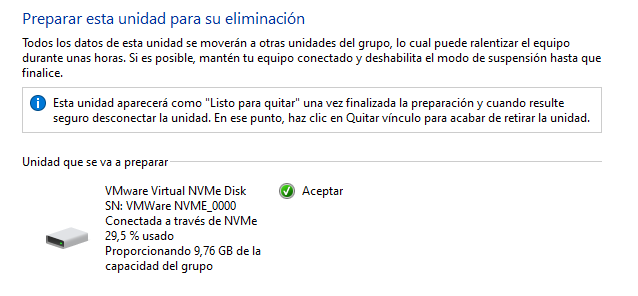 Preparar esta unidad para su eliminación
Todos los datos de esta unidad se moverán a otras unidades del grupo, lo cual puede ralentizar el equipo
durante unas horas. Si es posible, mantén tu equipo conectado y deshabilita el modo de suspensión hasta que
finalice.
Esta unidad aparecerá como "Listo para quitar" una vez finalizada la preparación y cuando resulte
seguro desconectar la unidad. En ese punto, haz clic en Quitar vínculo para acabar de retirar la unidad.
Unidad que se va a preparar
VMware Virtual NVMe Disk Aceptar
SN: VMWare NVME_0000
Conectada a través de NVMe
29,5 % usado
Proporcionando 9,76 GB de la
capacidad del grupo